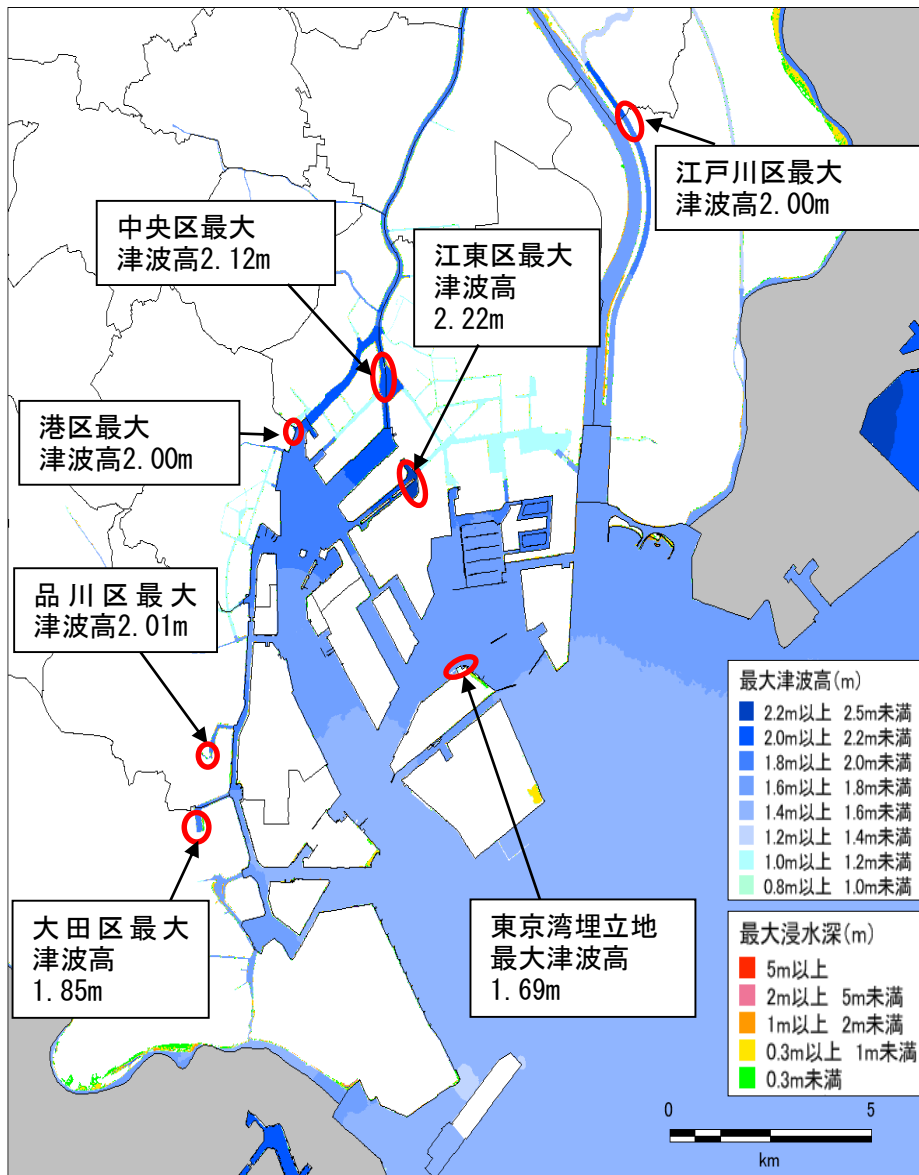 江戸川区最大
津波高2.00m
中央区最大
津波高2.12m
江東区最大
津波高
2.22m
港区最大
津波高2.00m
品川区最大
津波高2.01m
大田区最大
津波高
1.85m
東京湾埋立地
最大津波高
1.69m
最大津波高(m)
2.2m以上 2.5m未満
2.0m以上 2.2m未満
1.8m以上 2.0m未満
1.6m以上 1.8m未満
1.4m以上 1.6m未満
1.2m以上 1.4m未満
1.0m以上 1.2m未満
0.8m以上 1.0m未満
最大浸水深(m)
5m以上
2m以上 5m未満
1m以上 2m未満
0.3m以上 1m未満
0.3m未満
0 5
km